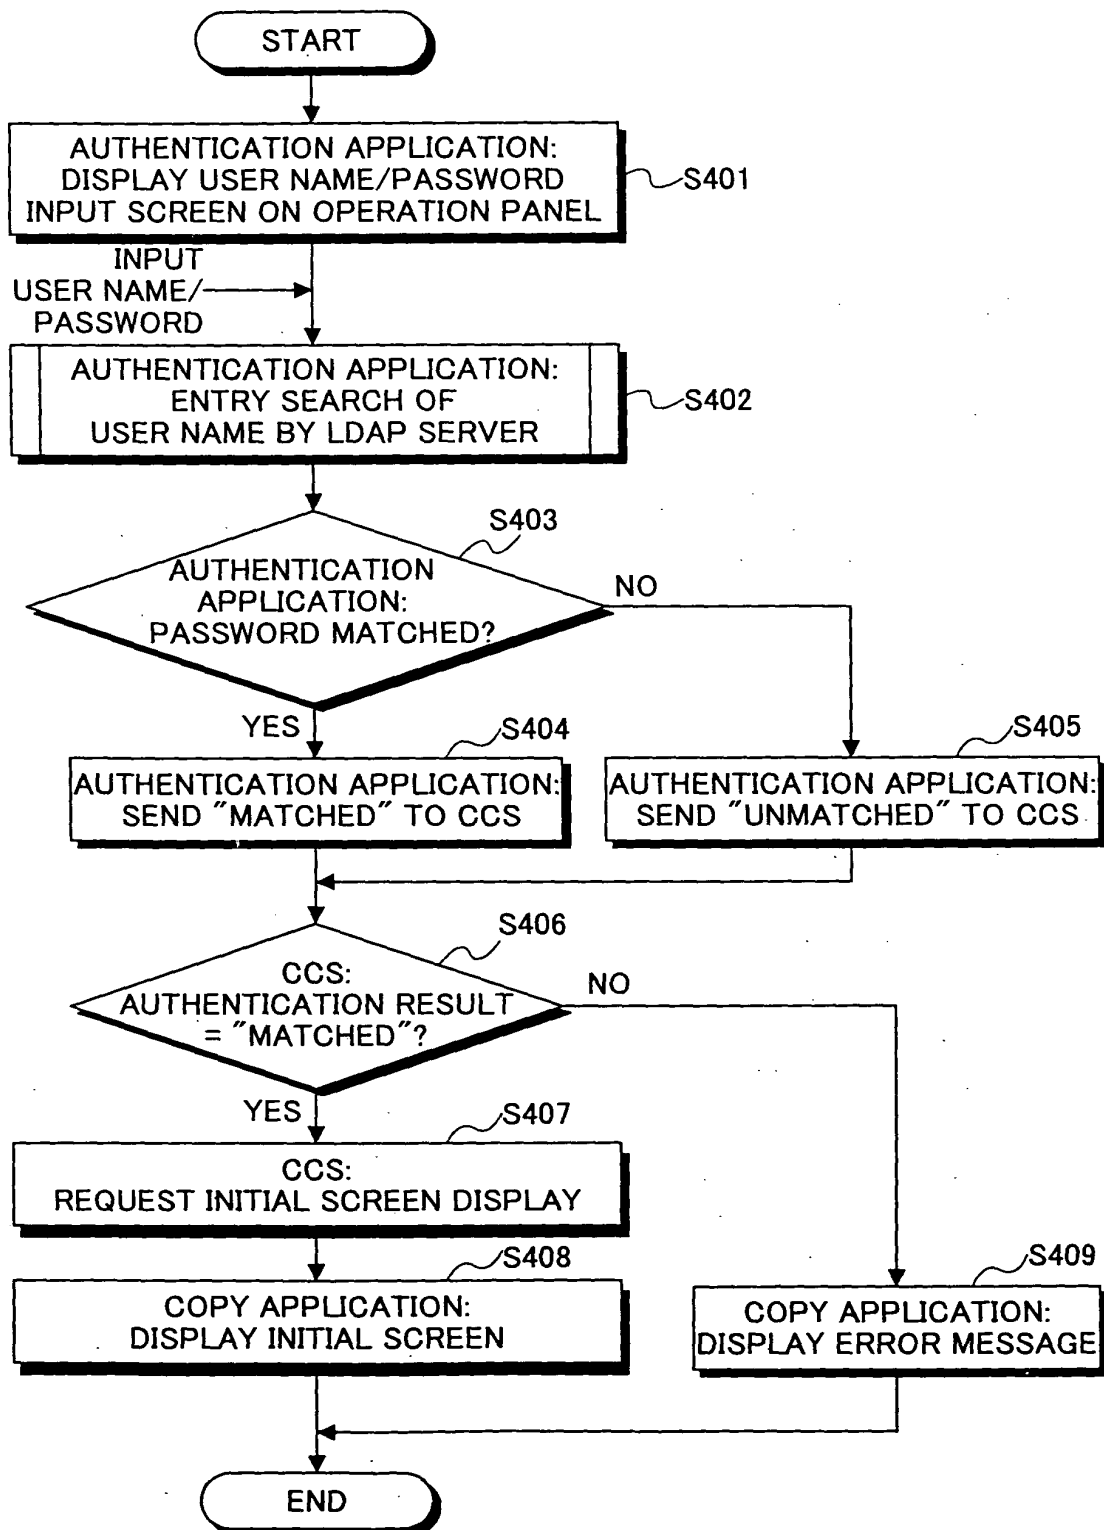 START
AUTHENTICATION APPLICATION:
DISPLAY USER NAME/PASSWORD
INPUT SCREEN ON OPERATION PANEL
S401
INPUT
USER NAME/
PASSWORD
AUTHENTICATION APPLICATION:
ENTRY SEARCH OF
USER NAME BY LDAP SERVER
S402
S403
AUTHENTICATION
APPLICATION:
PASSWORD MATCHED?
NO
YES
S404
AUTHENTICATION APPLICATION:
SEND "MATCHED" TO CCS
S405
AUTHENTICATION APPLICATION:
SEND "UNMATCHED" TO CCS
S406
CCS:
AUTHENTICATION RESULT
= "MATCHED"?
NO
YES
S407
CCS:
REQUEST INITIAL SCREEN DISPLAY
S408
COPY APPLICATION:
DISPLAY INITIAL SCREEN
S409
COPY APPLICATION:
DISPLAY ERROR MESSAGE
END